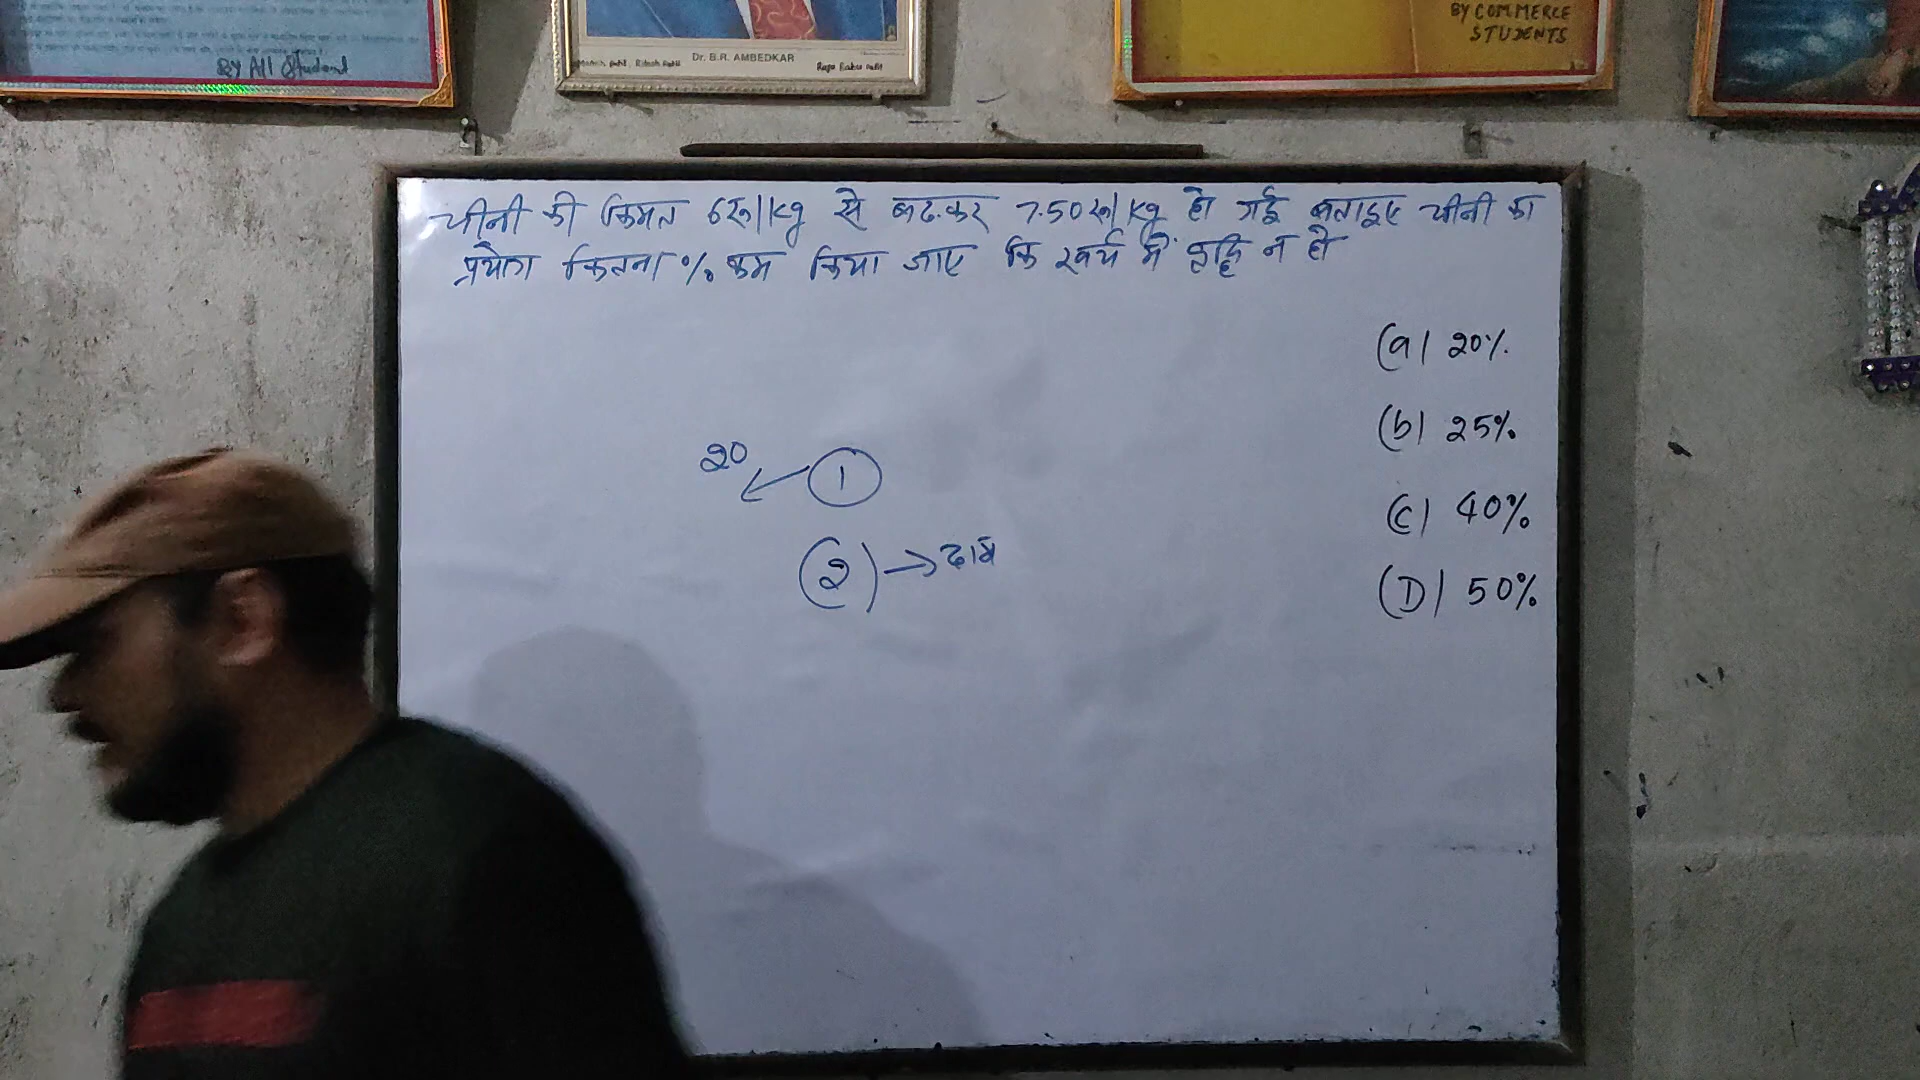 By All Student
Dr. B.R. AMBEDKAR
BY COMMERCE
STUDENTS
चीनी की किमत 6रु/kg से बढ़कर 7.50रु/kg हो गई बताइए चीनी का
प्रयोग कितना % कम किया जाए कि खर्च में वृद्धि न हो
(a) 20%
(b) 25%
(c) 40%
(D) 50%
20
1
2 →